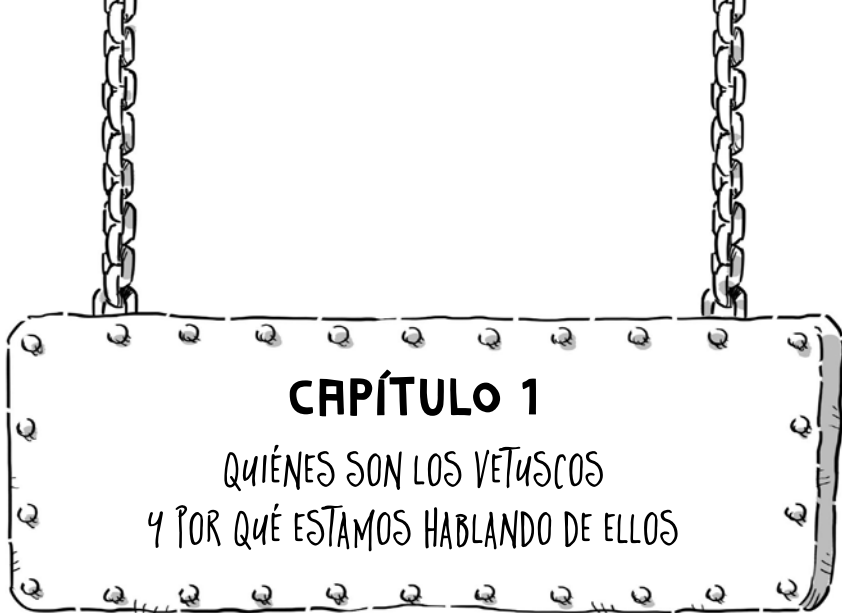 CAPÍTULO 1
QUIÉNES SON LOS VETUSCOS
Y POR QUÉ ESTAMOS HABLANDO DE ELLOS